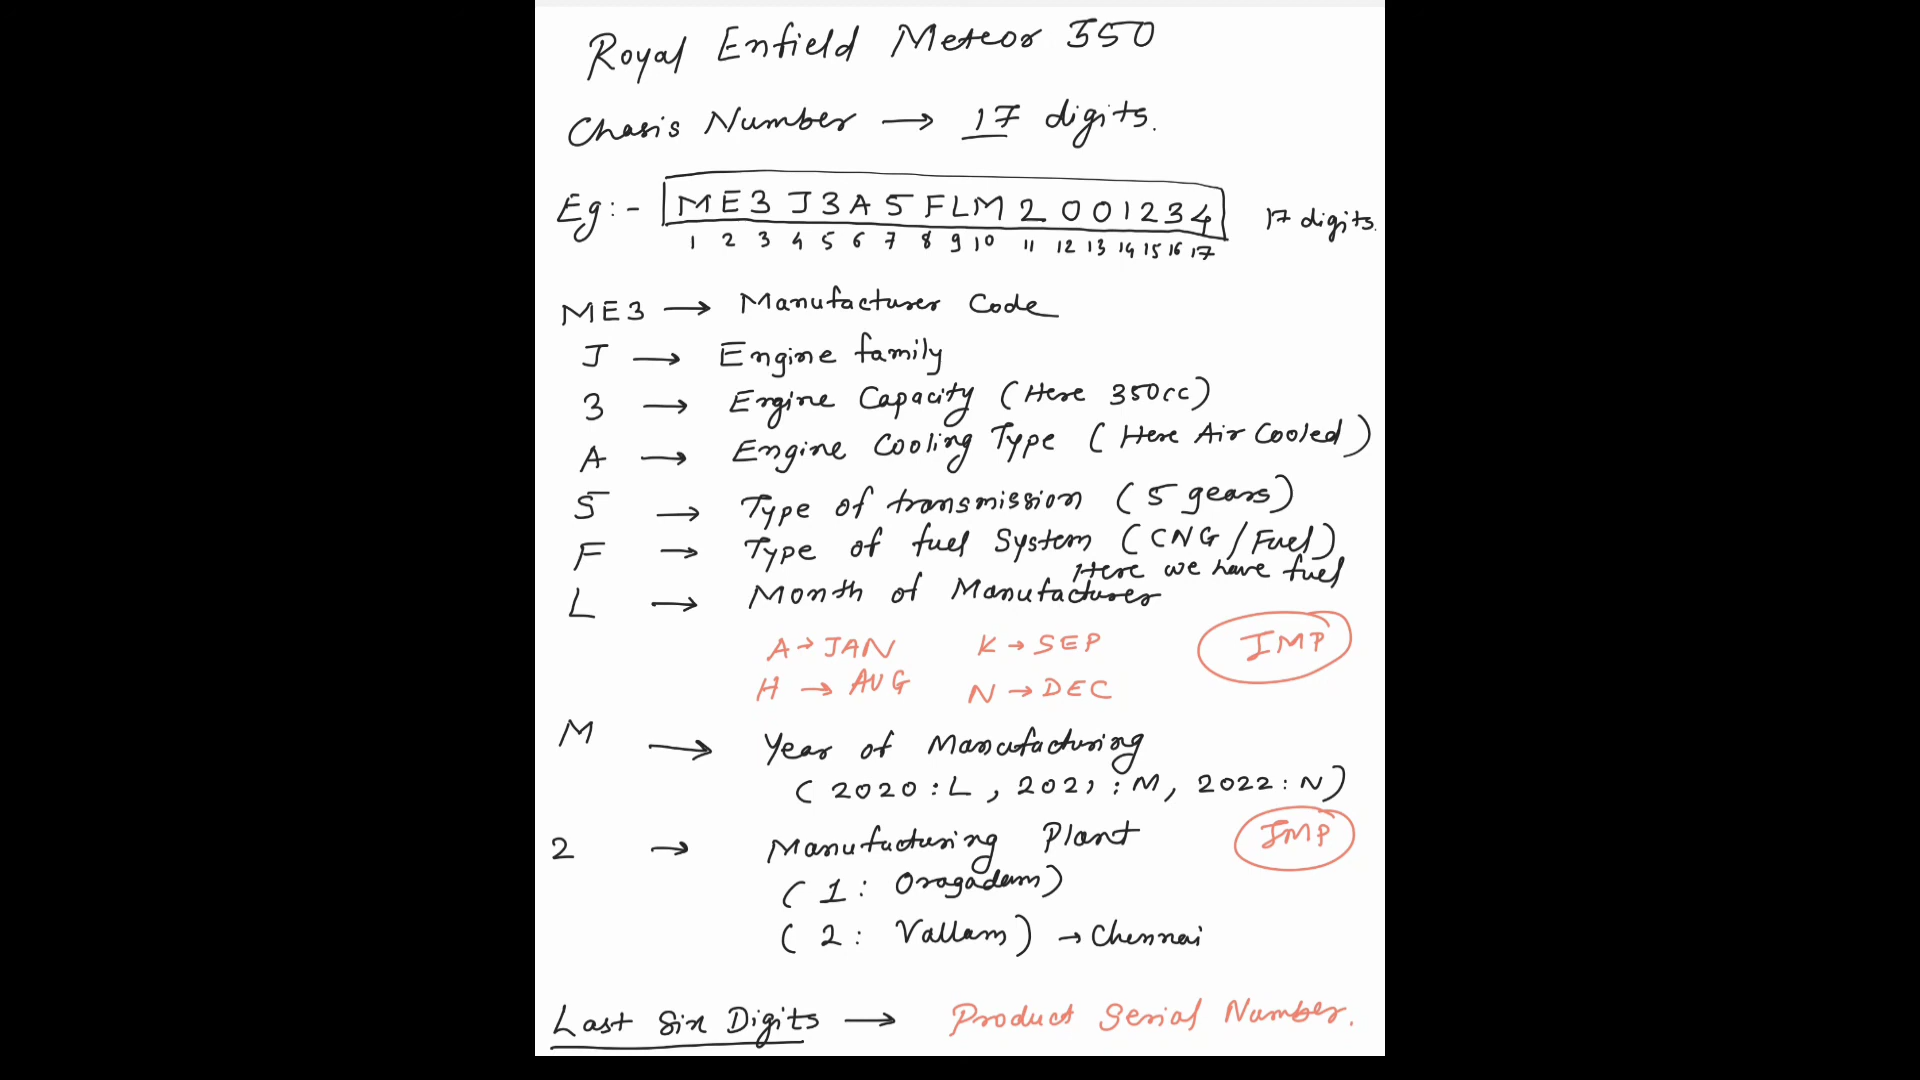 Royal Enfield Meteor 350
Chasis Number → 17 digits.
Eg:- ME3J3A5FLM2001234 17 digits.
1 2 3 4 5 6 7 8 9 10 11 12 13 14 15 16 17
ME3 → Manufacturer Code
J → Engine family
3 → Engine Capacity (Here 350cc)
A → Engine Cooling Type (Here Air Cooled)
5 → Type of transmission (5 gears)
F → Type of fuel System (CNG/Fuel)
Here we have fuel
L → Month of Manufacturer
A → JAN K → SEP IMP
H → AUG N → DEC
M → Year of Manufacturing
(2020:L, 2021:M, 2022:N)
2 → Manufacturing Plant IMP
(1: Oragadam)
(2: Vallam) → Chennai
Last Six Digits → Product Serial Number.